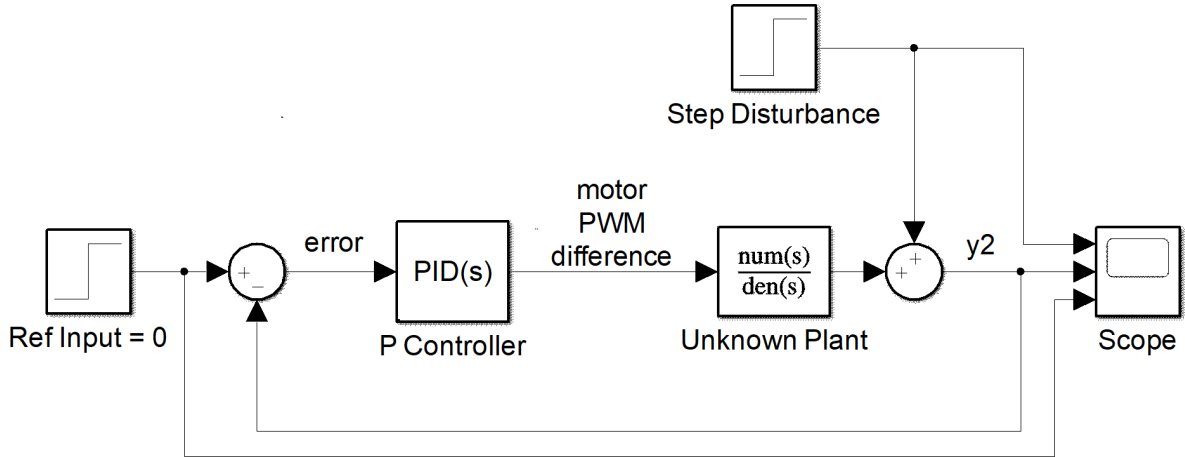 Step Disturbance
motor
PWM
difference
error
y2
+
−
PID(s)
num(s)
den(s)
+
+
Ref Input = 0
P Controller
Unknown Plant
Scope